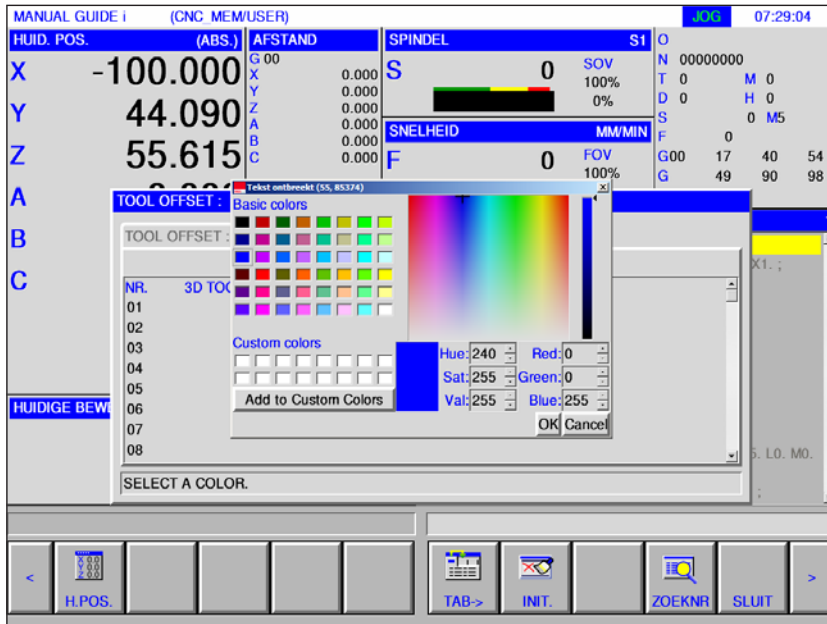 MANUAL GUIDE i (CNC_MEM/USER) JOG 07:29:04
HUID. POS. (ABS.)
X -100.000
Y 44.090
Z 55.615
A
B
C
AFSTAND
G 00
X 0.000
Y 0.000
Z 0.000
A 0.000
B 0.000
C 0.000
SPINDEL S1
S 0 SOV
100%
0%
SNELHEID MM/MIN
F 0 FOV
100%
O
N 00000000
T 0 M 0
D 0 H 0
S 0 M5
F 0
G00 17 40 54
G 49 90 98
TOOL OFFSET :
TOOL OFFSET :
NR. 3D TOO
01
02
03
04
05
06
07
08
Tekst ontbreekt (55, 85374)
Basic colors
Custom colors
Add to Custom Colors
Hue: 240 Red: 0
Sat: 255 Green: 0
Val: 255 Blue: 255
OK Cancel
X1. ;
5. L0. M0.
;
HUIDIGE BEW
SELECT A COLOR.
< H.POS. TAB-> INIT. ZOEKNR SLUIT >